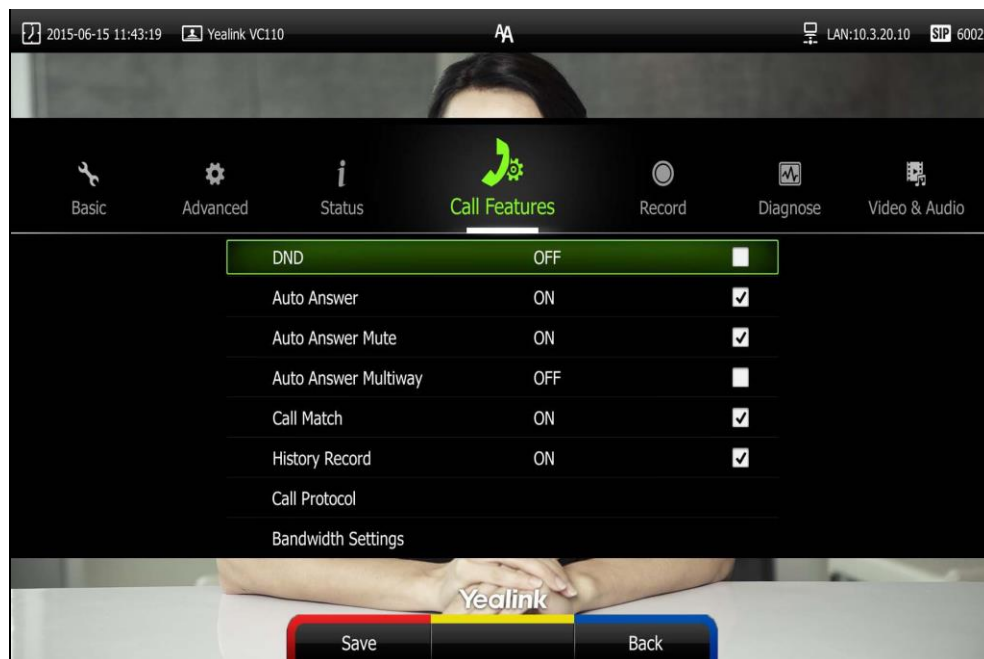 2015-06-15 11:43:19 Yealink VC110 AA LAN:10.3.20.10 SIP 6002
Basic Advanced Status Call Features Record Diagnose Video & Audio
DND OFF
Auto Answer ON
Auto Answer Mute ON
Auto Answer Multiway OFF
Call Match ON
History Record ON
Call Protocol
Bandwidth Settings
Yealink
Save Back